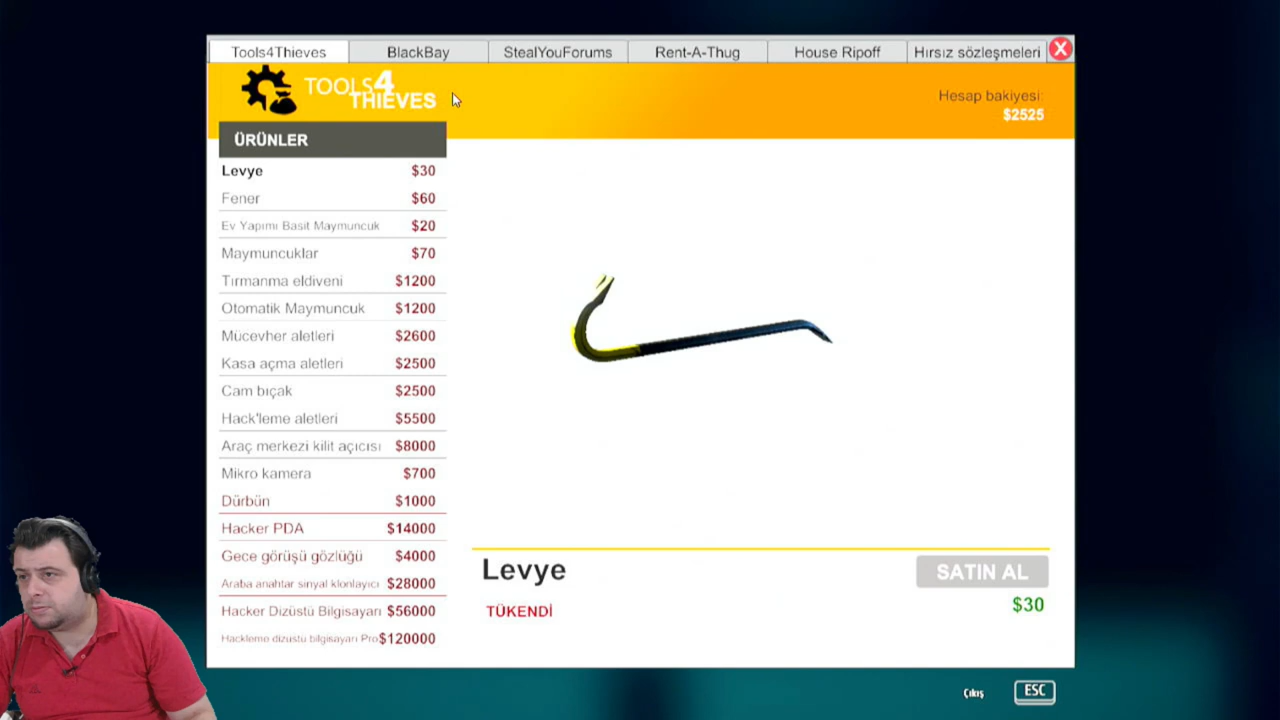 Tools4Thieves
BlackBay
StealYouForums
Rent-A-Thug
House Ripoff
Hırsız sözleşmeleri
X
TOOLS4
THIEVES
Hesap bakiyesi:
$2525
ÜRÜNLER
Levye $30
Fener $60
Ev Yapımı Basit Maymuncuk $20
Maymuncuklar $70
Tırmanma eldiveni $1200
Otomatik Maymuncuk $1200
Mücevher aletleri $2600
Kasa açma aletleri $2500
Cam bıçak $2500
Hack'leme aletleri $5500
Araç merkezi kilit açıcısı $8000
Mikro kamera $700
Dürbün $1000
Hacker PDA $14000
Gece görüşü gözlüğü $4000
Araba anahtar sinyal klonlayıcı $28000
Hacker Dizüstü Bilgisayarı $56000
Hackleme dizüstü bilgisayarı Pro $120000
Levye
SATIN AL
TÜKENDİ
$30
Çıkış
ESC